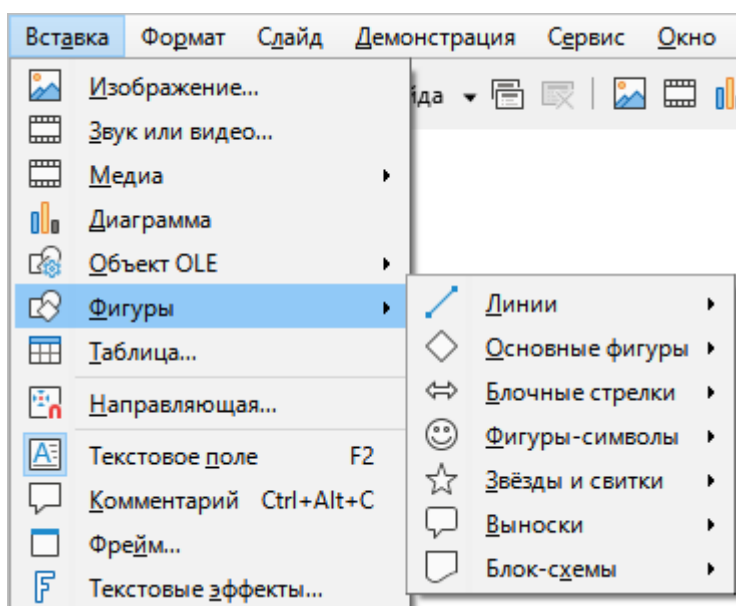 Вставка Формат Слайд Демонстрация Сервис Окно
Изображение...
йда
Звук или видео...
Медиа
Диаграмма
Объект OLE
Фигуры
Таблица...
Направляющая...
Текстовое поле F2
Комментарий Ctrl+Alt+C
Фрейм...
Текстовые эффекты...
Линии
Основные фигуры
Блочные стрелки
Фигуры-символы
Звёзды и свитки
Выноски
Блок-схемы